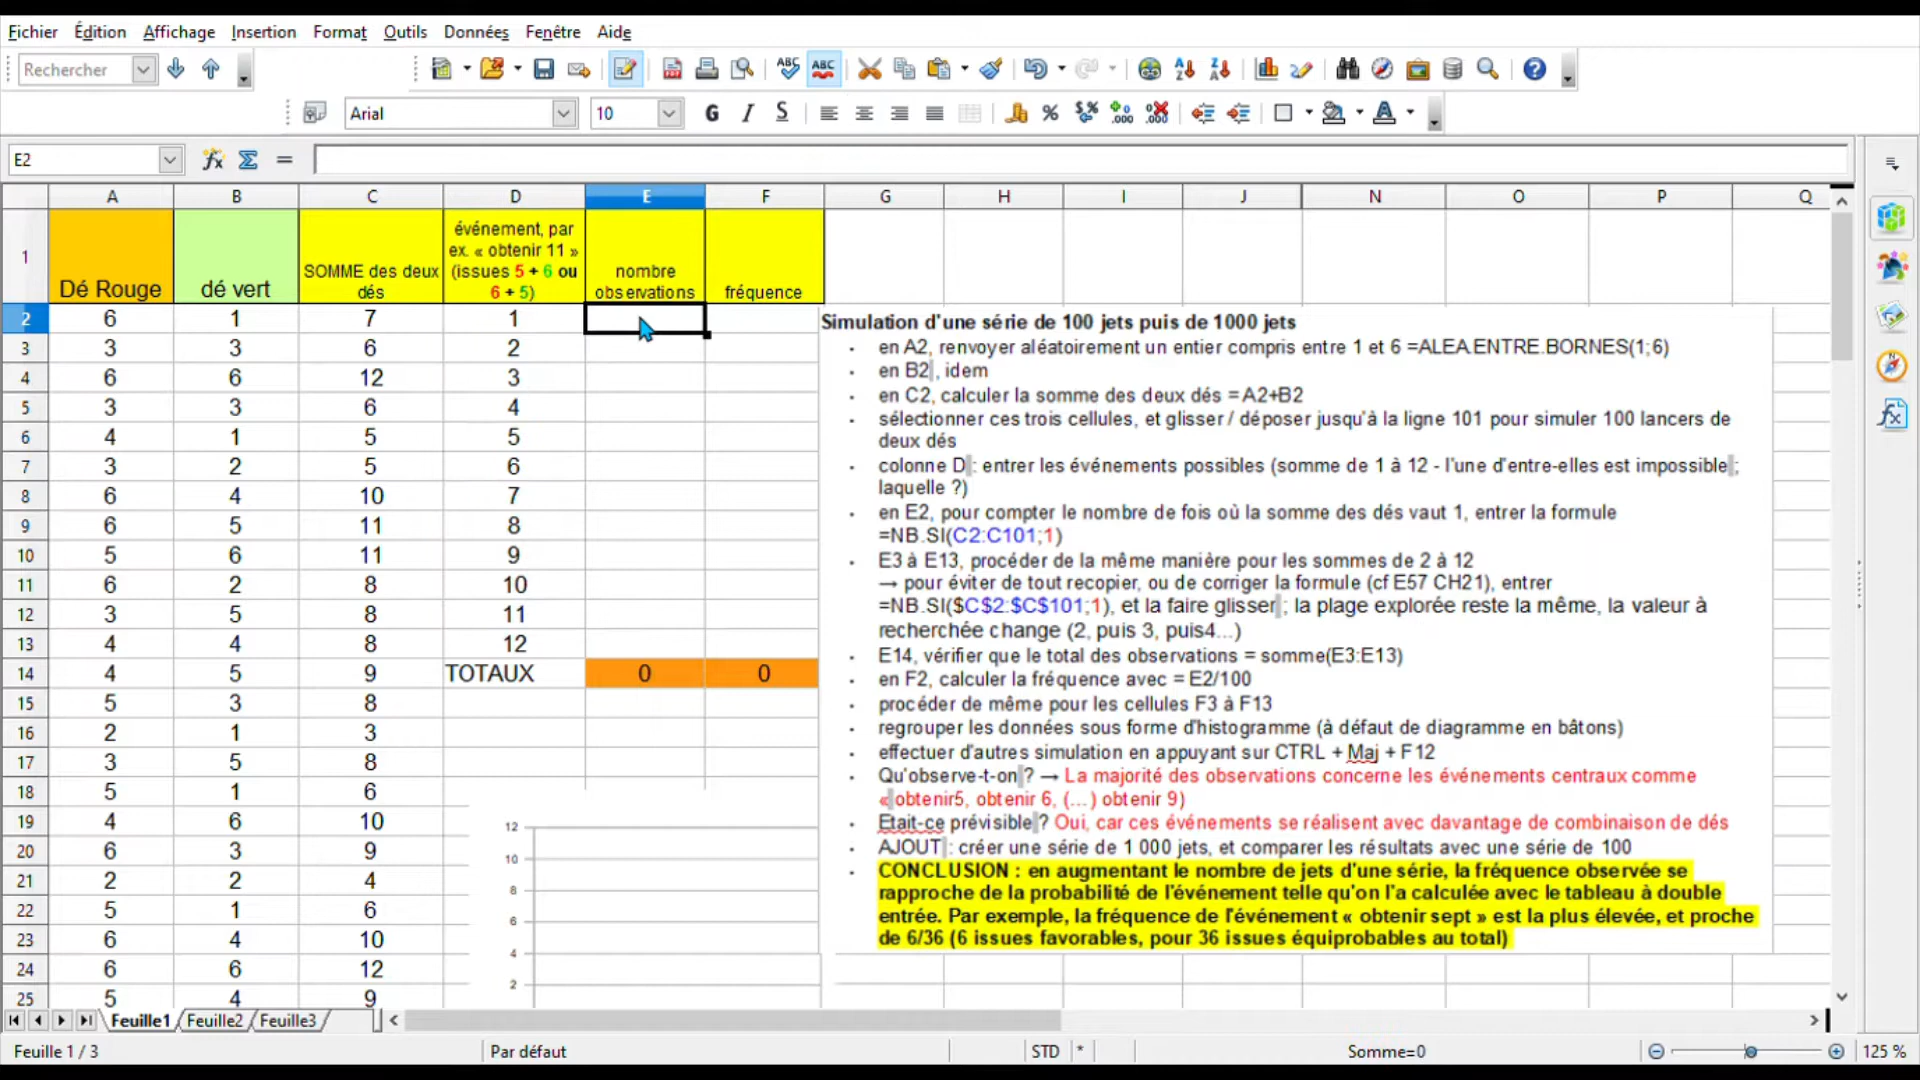 Fichier Édition Affichage Insertion Format Outils Données Fenêtre Aide
Rechercher
Arial 10 G I S
E2
A B C D E F G H I J N O P Q
1 Dé Rouge dé vert SOMME des deux dés événement, par ex. « obtenir 11 » (issues 5 + 6 ou 6 + 5) nombre observations fréquence
2 6 1 7 1
3 3 3 6 2
4 6 6 12 3
5 3 3 6 4
6 4 1 5 5
7 3 2 5 6
8 6 4 10 7
9 6 5 11 8
10 5 6 11 9
11 6 2 8 10
12 3 5 8 11
13 4 4 8 12
14 4 5 9 TOTAUX 0 0
15 5 3 8
16 2 1 3
17 3 5 8
18 5 1 6
19 4 6 10
20 6 3 9
21 2 2 4
22 5 1 6
23 6 4 10
24 6 6 12
25 5 4 9
12
10
8
6
4
2
Simulation d'une série de 100 jets puis de 1000 jets
· en A2, renvoyer aléatoirement un entier compris entre 1 et 6 =ALEA.ENTRE.BORNES(1;6)
· en B2 , idem
· en C2, calculer la somme des deux dés =A2+B2
· sélectionner ces trois cellules, et glisser / déposer jusqu'à la ligne 101 pour simuler 100 lancers de
deux dés
· colonne D : entrer les événements possibles (somme de 1 à 12 - l'une d'entre-elles est impossible ;
laquelle ?)
· en E2, pour compter le nombre de fois où la somme des dés vaut 1, entrer la formule
=NB.SI(C2:C101;1)
· E3 à E13, procéder de la même manière pour les sommes de 2 à 12
→ pour éviter de tout recopier, ou de corriger la formule (cf E57 CH21), entrer
=NB.SI($C$2:$C$101;1), et la faire glisser ; la plage explorée reste la même, la valeur à
recherchée change (2, puis 3, puis4...)
· E14, vérifier que le total des observations = somme(E3:E13)
· en F2, calculer la fréquence avec = E2/100
· procéder de même pour les cellules F3 à F13
· regrouper les données sous forme d'histogramme (à défaut de diagramme en bâtons)
· effectuer d'autres simulation en appuyant sur CTRL + Maj + F12
· Qu'observe-t-on ? → La majorité des observations concerne les événements centraux comme
« obtenir5, obtenir 6, (...) obtenir 9)
· Etait-ce prévisible ? Oui, car ces événements se réalisent avec davantage de combinaison de dés
· AJOUT : créer une série de 1 000 jets, et comparer les résultats avec une série de 100
· CONCLUSION : en augmentant le nombre de jets d'une série, la fréquence observée se
rapproche de la probabilité de l'événement telle qu'on l'a calculée avec le tableau à double
entrée. Par exemple, la fréquence de l'événement « obtenir sept » est la plus élevée, et proche
de 6/36 (6 issues favorables, pour 36 issues équiprobables au total)
Feuille1 Feuille2 Feuille3
Feuille 1 / 3 Par défaut STD * Somme=0 125 %